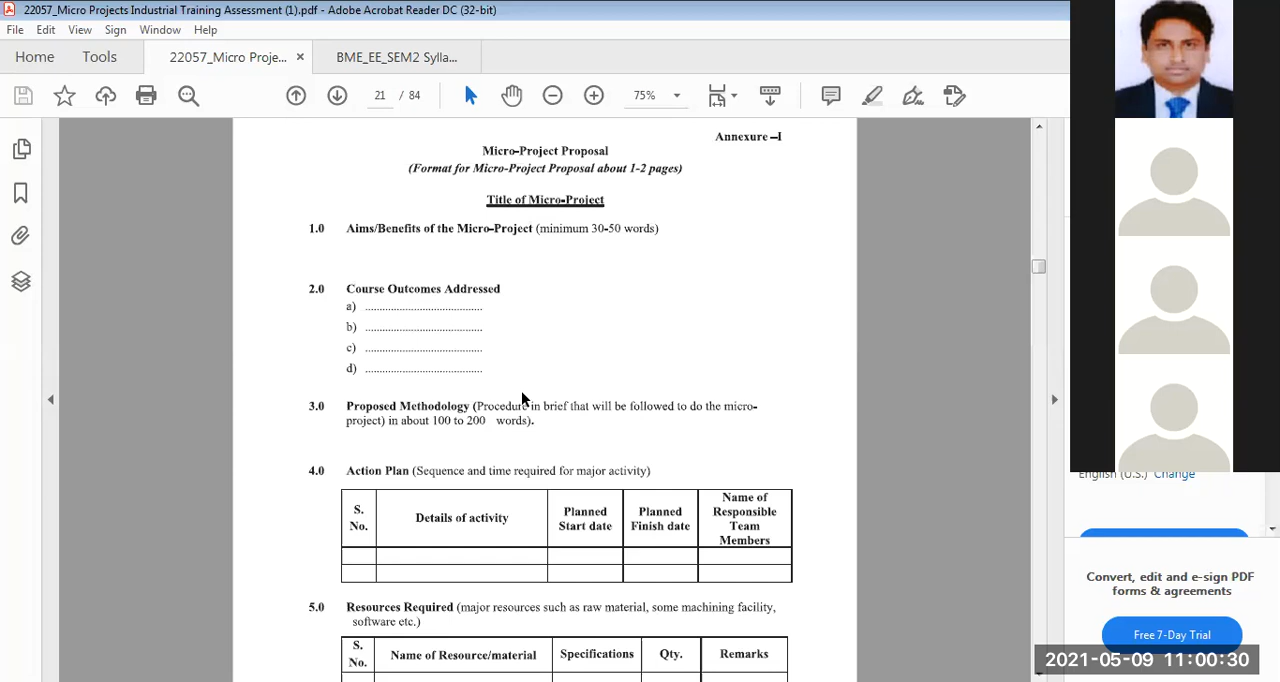 22057_Micro Projects Industrial Training Assessment (1).pdf - Adobe Acrobat Reader DC (32-bit)
File Edit View Sign Window Help
Home Tools 22057_Micro Proje... × BME_EE_SEM2 Sylla...
21 / 84 75%
Annexure –I
Micro-Project Proposal
(Format for Micro-Project Proposal about 1-2 pages)
Title of Micro-Project
1.0 Aims/Benefits of the Micro-Project (minimum 30-50 words)
2.0 Course Outcomes Addressed
a) ........................................
b) ........................................
c) ........................................
d) ........................................
3.0 Proposed Methodology (Procedure in brief that will be followed to do the micro-
project) in about 100 to 200 words).
4.0 Action Plan (Sequence and time required for major activity)
S. No. Details of activity Planned Start date Planned Finish date Name of Responsible Team Members
5.0 Resources Required (major resources such as raw material, some machining facility,
software etc.)
S. No. Name of Resource/material Specifications Qty. Remarks
English (U.S.) Change
Convert, edit and e-sign PDF
forms & agreements
Free 7-Day Trial
2021-05-09 11:00:30